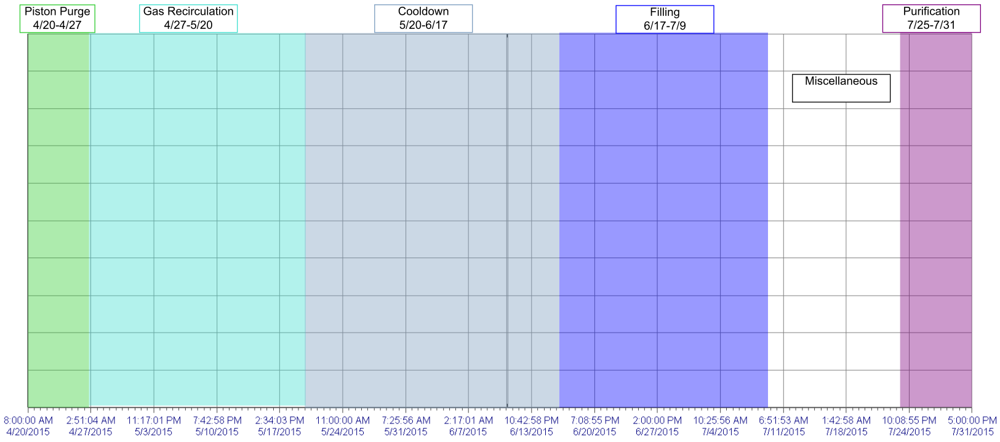 Piston Purge
4/20-4/27
Gas Recirculation
4/27-5/20
Cooldown
5/20-6/17
Filling
6/17-7/9
Purification
7/25-7/31
Miscellaneous
8:00:00 AM
4/20/2015
2:51:04 AM
4/27/2015
11:17:01 PM
5/3/2015
7:42:58 PM
5/10/2015
2:34:03 PM
5/17/2015
11:00:00 AM
5/24/2015
7:25:56 AM
5/31/2015
2:17:01 AM
6/7/2015
10:42:58 PM
6/13/2015
7:08:55 PM
6/20/2015
2:00:00 PM
6/27/2015
10:25:56 AM
7/4/2015
6:51:53 AM
7/11/2015
1:42:58 AM
7/18/2015
10:08:55 PM
7/24/2015
5:00:00 PM
7/31/2015